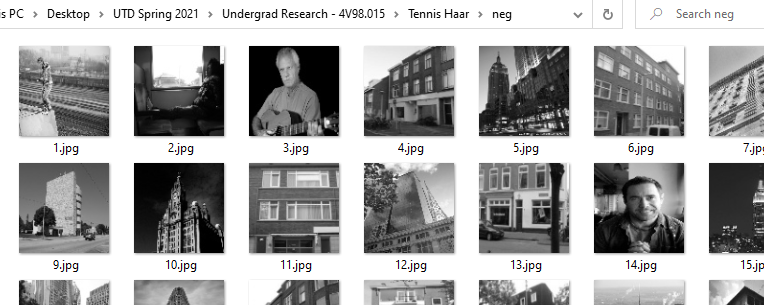 is PC > Desktop > UTD Spring 2021 > Undergrad Research - 4V98.015 > Tennis Haar > neg Search neg
1.jpg 2.jpg 3.jpg 4.jpg 5.jpg 6.jpg 7.jp
9.jpg 10.jpg 11.jpg 12.jpg 13.jpg 14.jpg 15.j